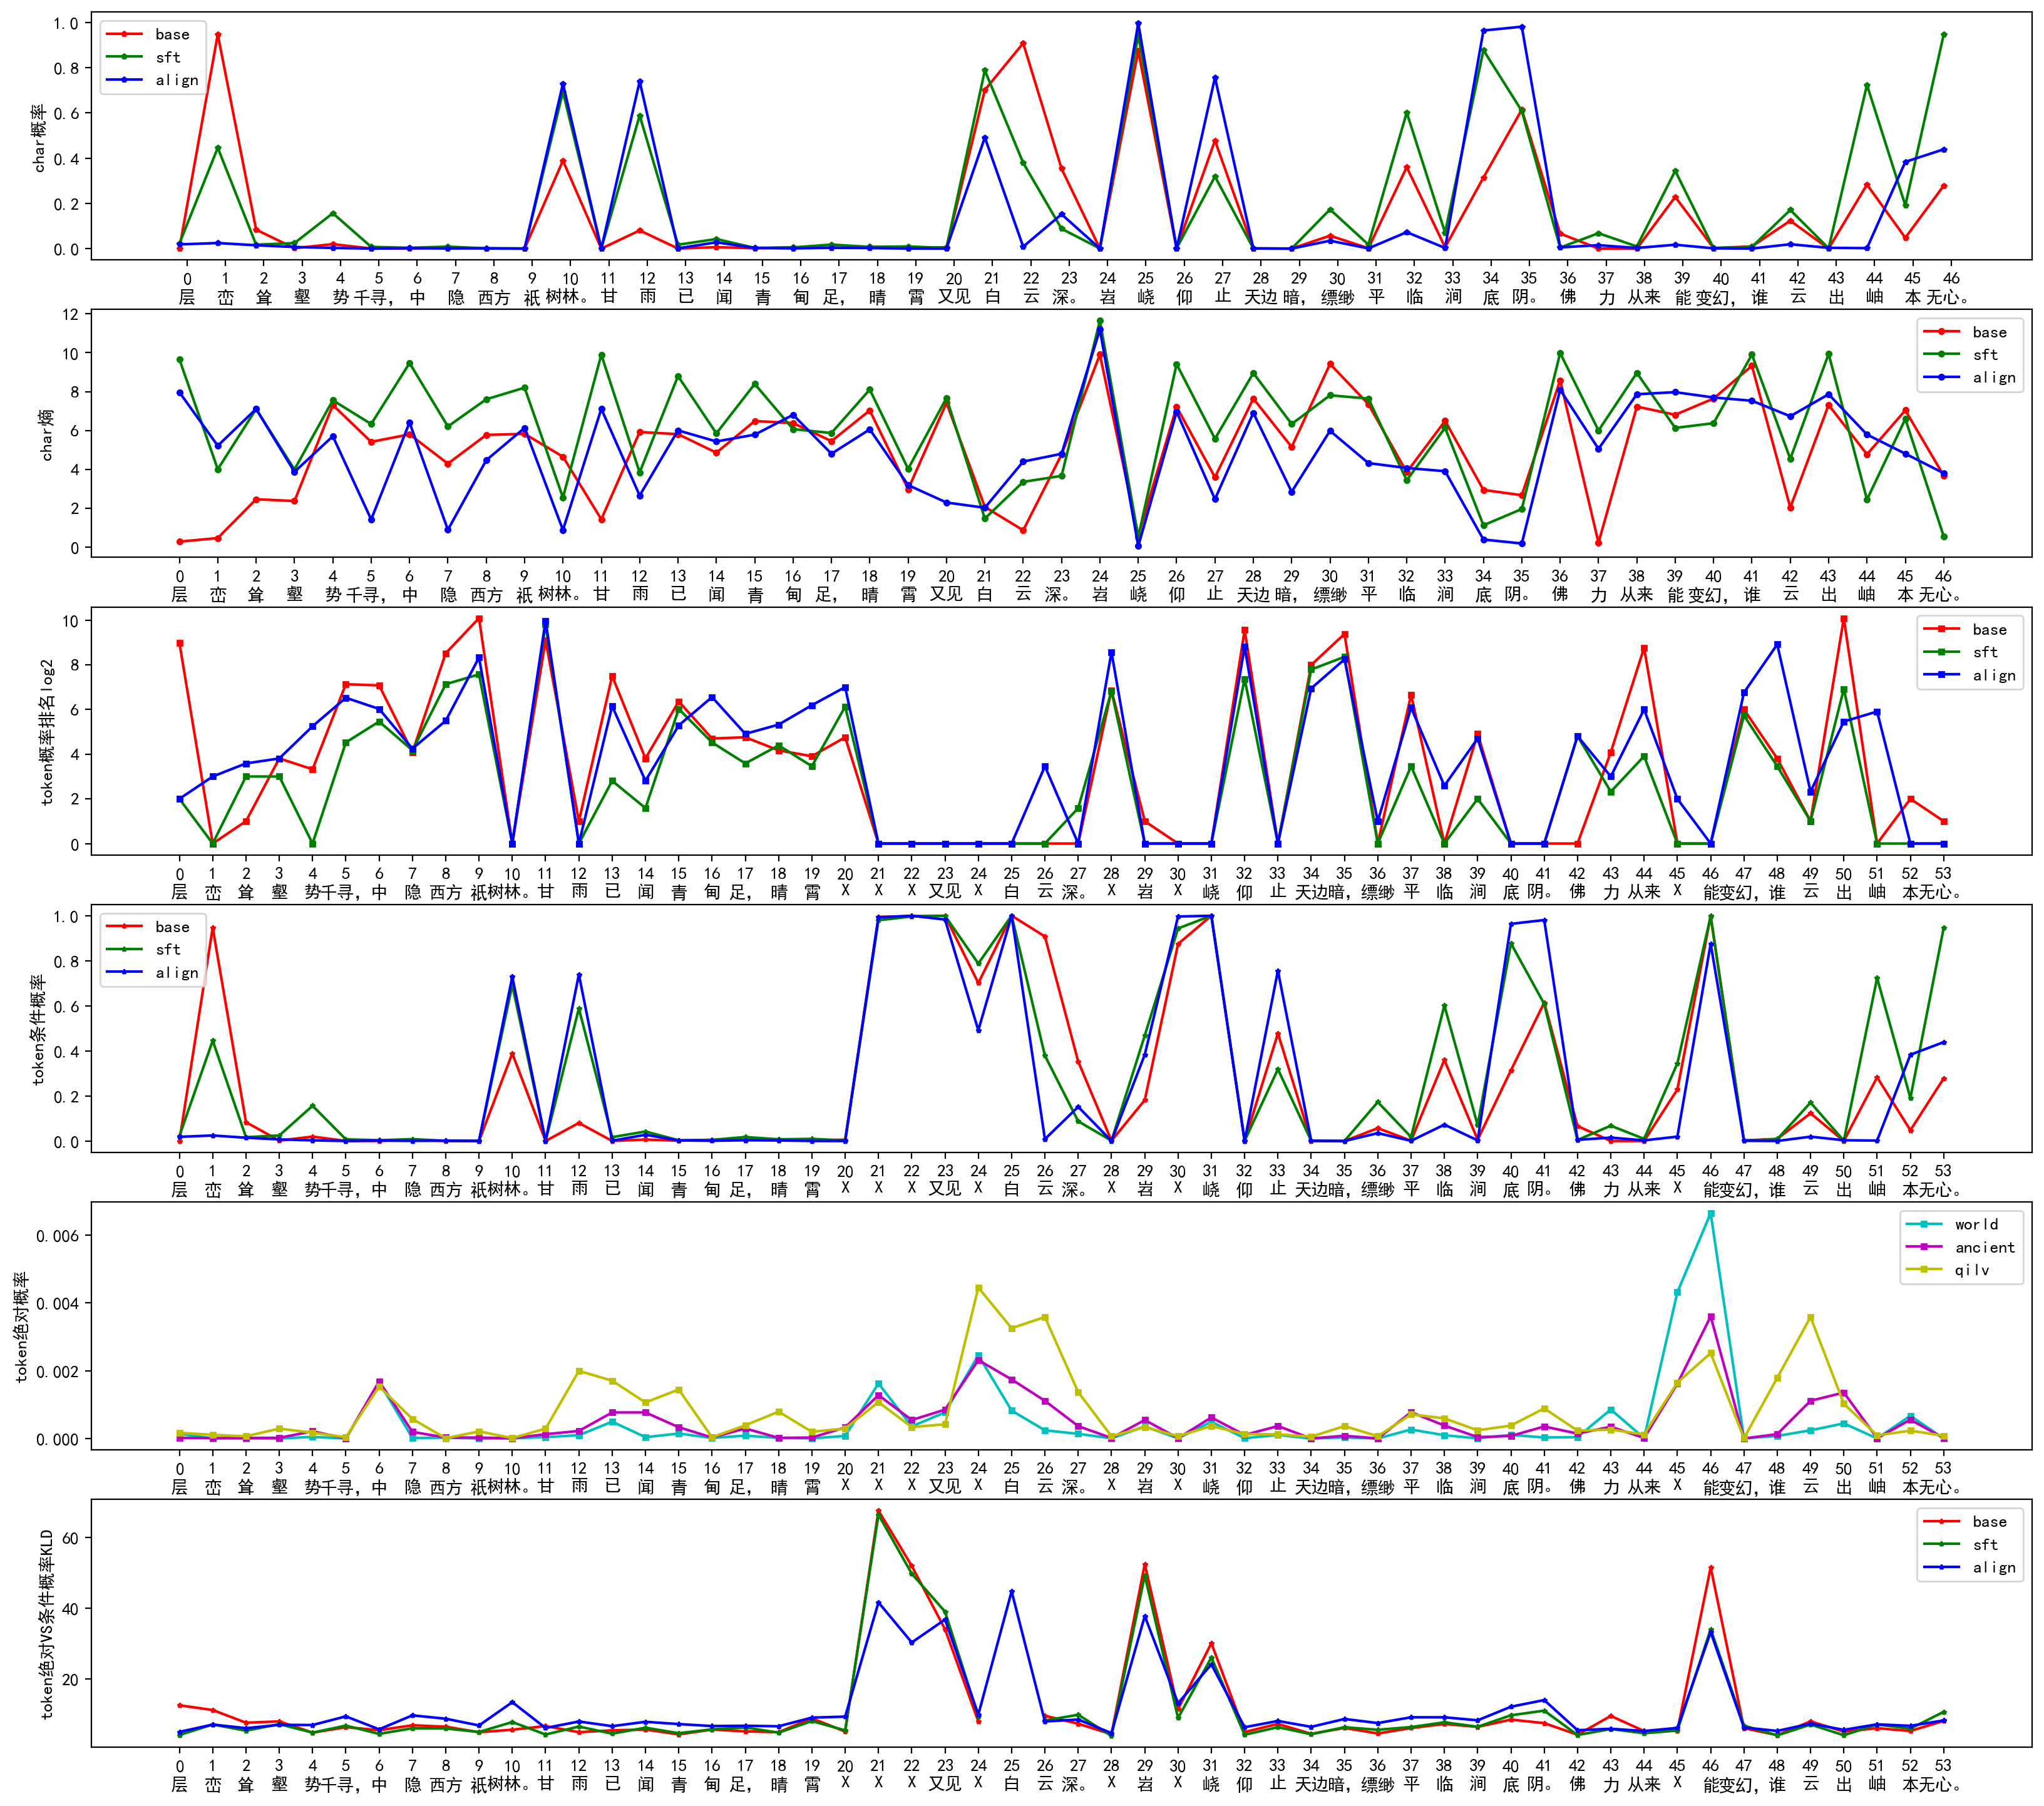 char概率
1.0
0.8
0.6
0.4
0.2
0.0
base
sft
align
0 1 2 3 4 5 6 7 8 9 10 11 12 13 14 15 16 17 18 19 20 21 22 23 24 25 26 27 28 29 30 31 32 33 34 35 36 37 38 39 40 41 42 43 44 45 46
层 峦 耸 壑 势 千寻, 中 隐 西方 祇 树林。 甘 雨 已 闻 青 甸 足, 晴 霄 又见 白 云 深。 岩 峣 仰 止 天边 暗, 缥缈 平 临 涧 底 阴。 佛 力 从来 能 变幻, 谁 云 出 岫 本 无心。
char熵
12
10
8
6
4
2
0
base
sft
align
0 1 2 3 4 5 6 7 8 9 10 11 12 13 14 15 16 17 18 19 20 21 22 23 24 25 26 27 28 29 30 31 32 33 34 35 36 37 38 39 40 41 42 43 44 45 46
层 峦 耸 壑 势 千寻, 中 隐 西方 祇 树林。 甘 雨 已 闻 青 甸 足, 晴 霄 又见 白 云 深。 岩 峣 仰 止 天边 暗, 缥缈 平 临 涧 底 阴。 佛 力 从来 能 变幻, 谁 云 出 岫 本 无心。
token概率排名log2
10
8
6
4
2
0
base
sft
align
0 1 2 3 4 5 6 7 8 9 10 11 12 13 14 15 16 17 18 19 20 21 22 23 24 25 26 27 28 29 30 31 32 33 34 35 36 37 38 39 40 41 42 43 44 45 46 47 48 49 50 51 52 53
层 峦 耸 壑 势 千寻, 中 隐 西方 祇 树林。 甘 雨 已 闻 青 甸 足, 晴 霄 X X X 又见 X 白 云 深。 X 岩 X 峣 仰 止 天边 暗, 缥缈 平 临 涧 底 阴。 佛 力 从来 X 能 变幻, 谁 云 出 岫 本 无心。
token条件概率
1.0
0.8
0.6
0.4
0.2
0.0
base
sft
align
0 1 2 3 4 5 6 7 8 9 10 11 12 13 14 15 16 17 18 19 20 21 22 23 24 25 26 27 28 29 30 31 32 33 34 35 36 37 38 39 40 41 42 43 44 45 46 47 48 49 50 51 52 53
层 峦 耸 壑 势 千寻, 中 隐 西方 祇 树林。 甘 雨 已 闻 青 甸 足, 晴 霄 X X X 又见 X 白 云 深。 X 岩 X 峣 仰 止 天边 暗, 缥缈 平 临 涧 底 阴。 佛 力 从来 X 能 变幻, 谁 云 出 岫 本 无心。
token绝对概率
0.006
0.004
0.002
0.000
world
ancient
qilv
0 1 2 3 4 5 6 7 8 9 10 11 12 13 14 15 16 17 18 19 20 21 22 23 24 25 26 27 28 29 30 31 32 33 34 35 36 37 38 39 40 41 42 43 44 45 46 47 48 49 50 51 52 53
层 峦 耸 壑 势 千寻, 中 隐 西方 祇 树林。 甘 雨 已 闻 青 甸 足, 晴 霄 X X X 又见 X 白 云 深。 X 岩 X 峣 仰 止 天边 暗, 缥缈 平 临 涧 底 阴。 佛 力 从来 X 能 变幻, 谁 云 出 岫 本 无心。
token绝对VS条件概率KLD
60
40
20
base
sft
align
0 1 2 3 4 5 6 7 8 9 10 11 12 13 14 15 16 17 18 19 20 21 22 23 24 25 26 27 28 29 30 31 32 33 34 35 36 37 38 39 40 41 42 43 44 45 46 47 48 49 50 51 52 53
层 峦 耸 壑 势 千寻, 中 隐 西方 祇 树林。 甘 雨 已 闻 青 甸 足, 晴 霄 X X X 又见 X 白 云 深。 X 岩 X 峣 仰 止 天边 暗, 缥缈 平 临 涧 底 阴。 佛 力 从来 X 能 变幻, 谁 云 出 岫 本 无心。